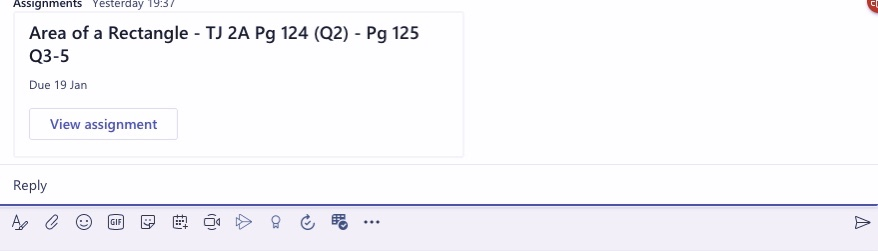 Assignments Yesterday 19:37
Area of a Rectangle - TJ 2A Pg 124 (Q2) - Pg 125
Q3-5
Due 19 Jan
View assignment
Reply
GIF